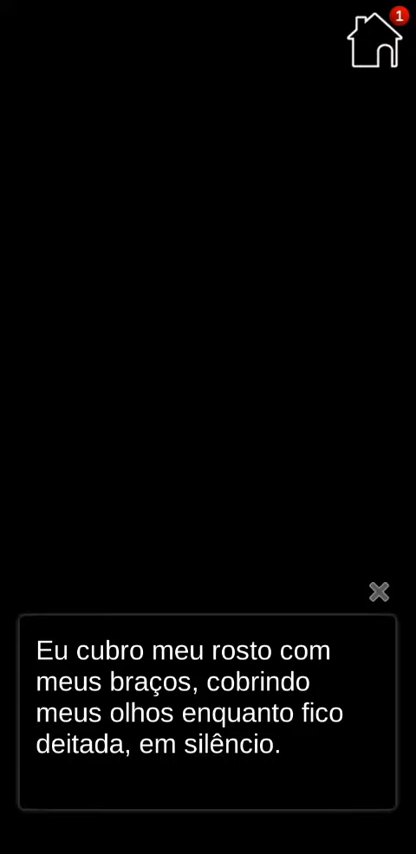 1
Eu cubro meu rosto com
meus braços, cobrindo
meus olhos enquanto fico
deitada, em silêncio.